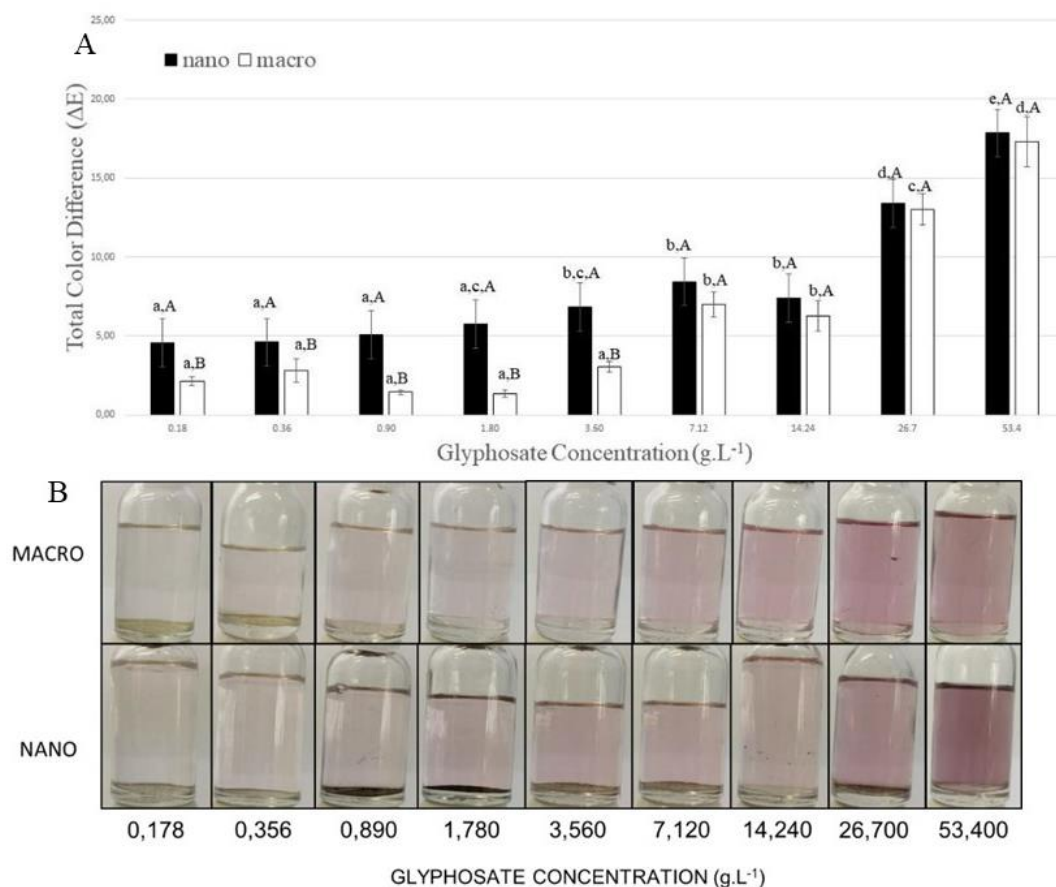 A
nano macro
Total Color Difference (ΔE)
25,00
20,00
15,00
10,00
5,00
0,00
a,A a,B
a,A a,B
a,A a,B
a,c,A a,B
b,c,A a,B
b,A b,A
b,A b,A
d,A c,A
e,A d,A
0.18 0.36 0.90 1.80 3.60 7.12 14.24 26.7 53.4
Glyphosate Concentration (g.L⁻¹)
B
MACRO
NANO
0,178 0,356 0,890 1,780 3,560 7,120 14,240 26,700 53,400
GLYPHOSATE CONCENTRATION (g.L⁻¹)